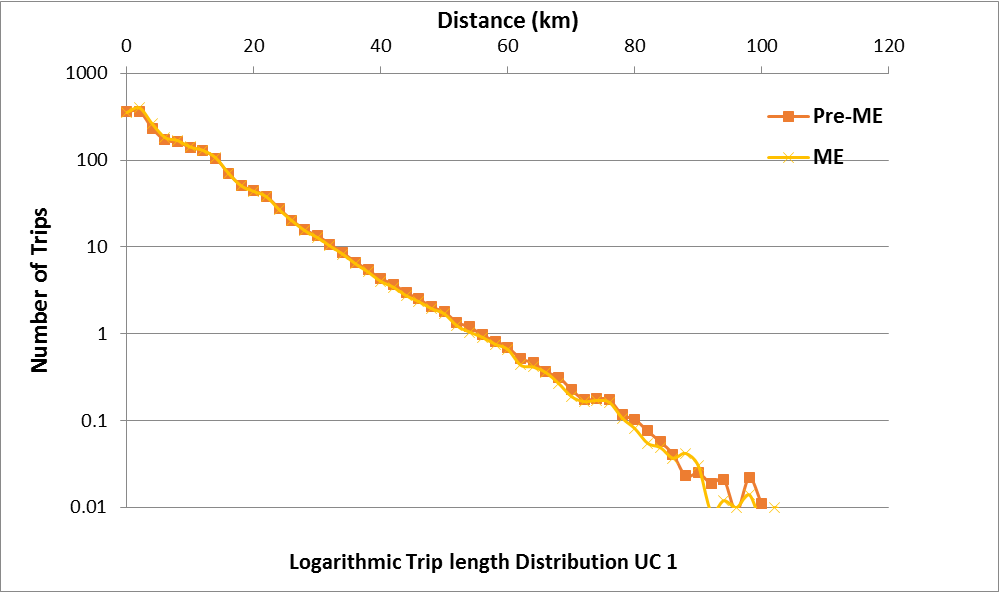 Distance (km)
0 20 40 60 80 100 120
1000
Pre-ME
100
ME
10
1
0.1
0.01
Number of Trips
Logarithmic Trip length Distribution UC 1